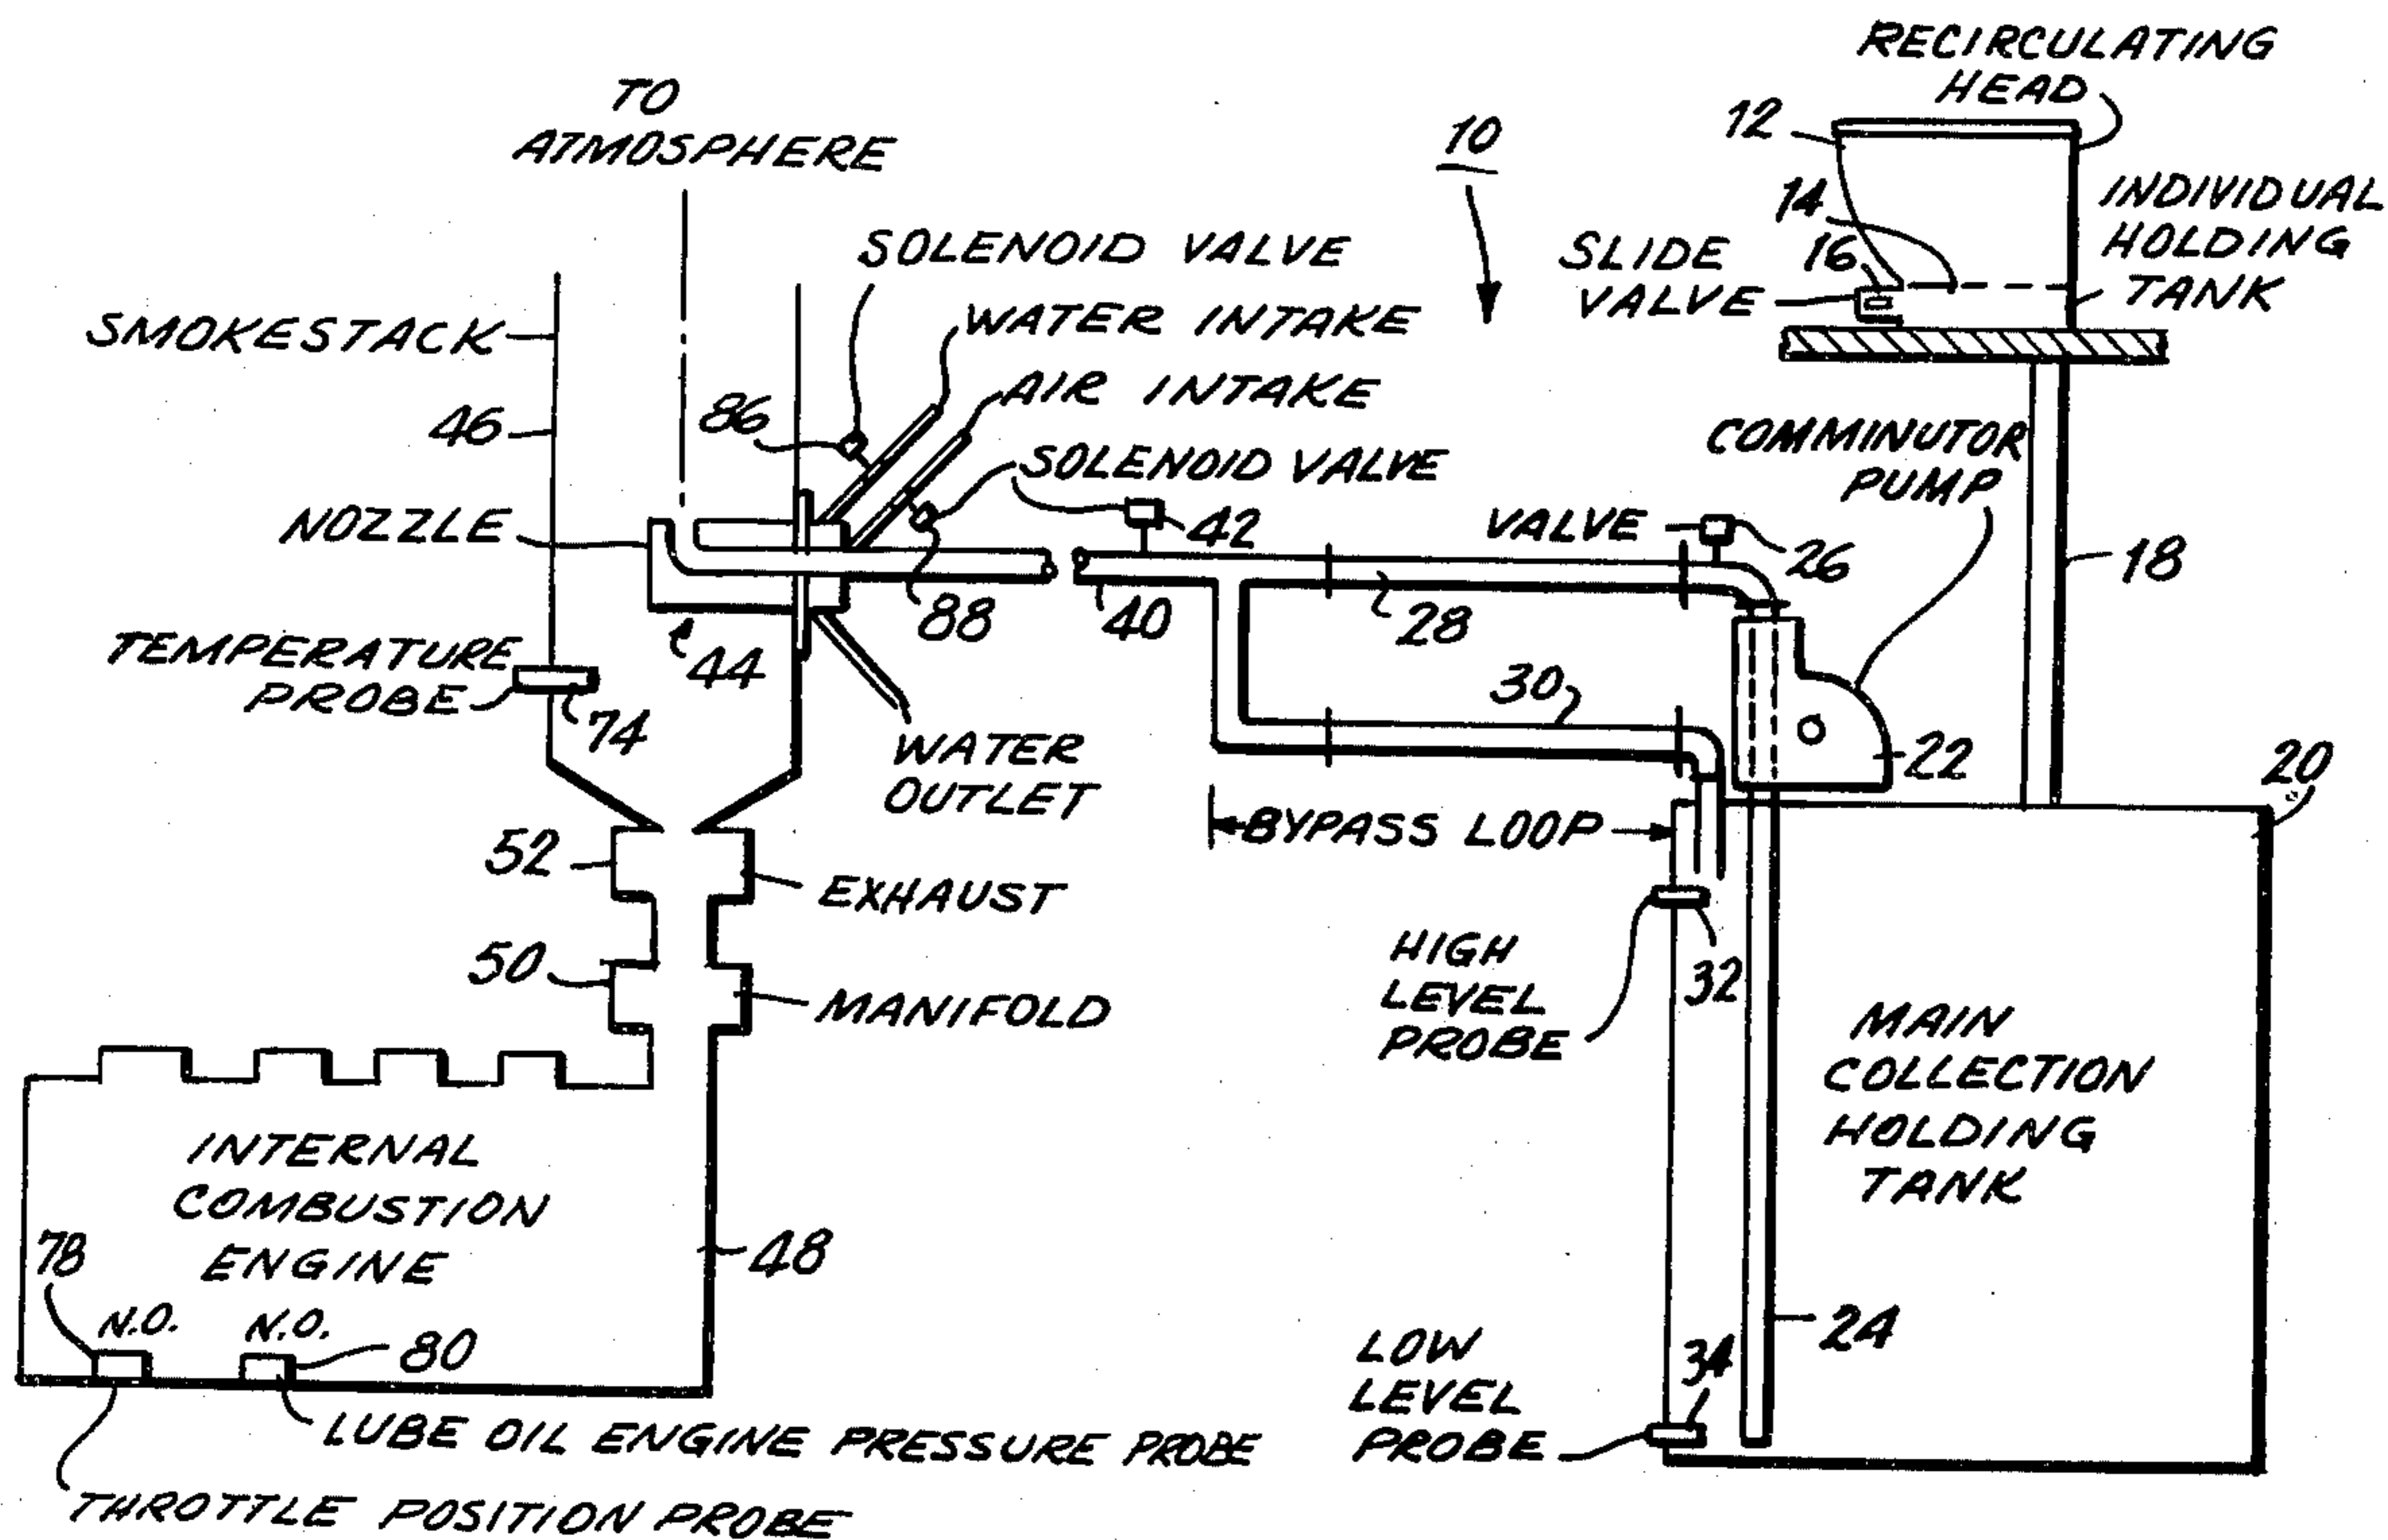 RECIRCULATING
HEAD
TO
ATMOSPHERE
10
12
14
INDIVIDUAL
HOLDING
TANK
SLIDE
VALVE
16
SOLENOID VALVE
WATER INTAKE
AIR INTAKE
SMOKESTACK
46
86
SOLENOID VALVE
COMMINUTOR
PUMP
NOZZLE
42
VALVE
26
18
88
40
28
44
TEMPERATURE
PROBE
74
30
22
20
WATER
OUTLET
BYPASS LOOP
52
EXHAUST
50
MANIFOLD
HIGH
LEVEL
PROBE
32
MAIN
COLLECTION
HOLDING
TANK
INTERNAL
COMBUSTION
ENGINE
48
78
N.O.
N.O.
80
24
LOW
LEVEL
PROBE
34
LUBE OIL ENGINE PRESSURE PROBE
THROTTLE POSITION PROBE